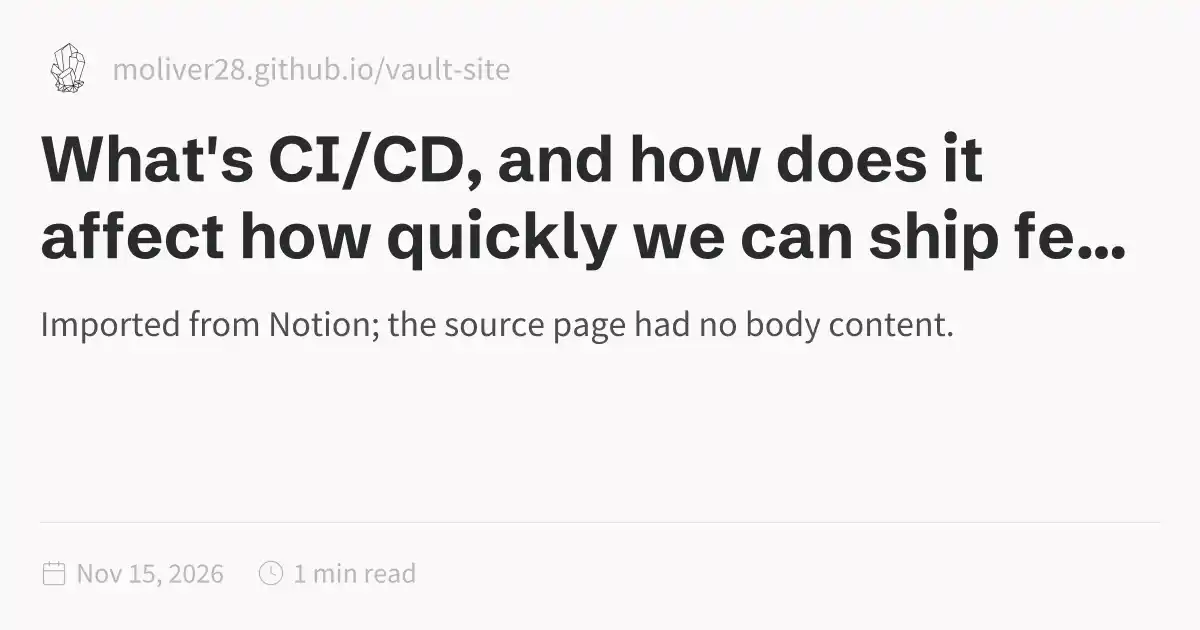 moliver28.github.io/vault-site
What's CI/CD, and how does it
affect how quickly we can ship fe...
Imported from Notion; the source page had no body content.
Nov 15, 2026 1 min read